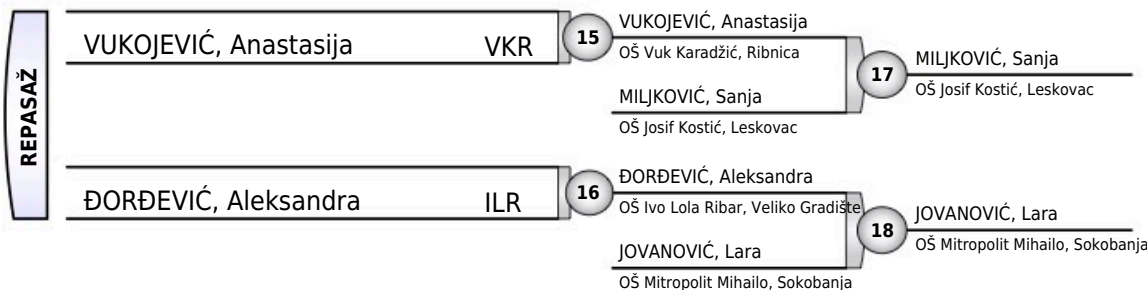 REPASAŽ
VUKOJEVIĆ, Anastasija VKR
15
VUKOJEVIĆ, Anastasija
OŠ Vuk Karadžić, Ribnica
MILJKOVIĆ, Sanja
OŠ Josif Kostić, Leskovac
17
MILJKOVIĆ, Sanja
OŠ Josif Kostić, Leskovac
ĐORĐEVIĆ, Aleksandra ILR
16
ĐORĐEVIĆ, Aleksandra
OŠ Ivo Lola Ribar, Veliko Gradište
JOVANOVIĆ, Lara
OŠ Mitropolit Mihailo, Sokobanja
18
JOVANOVIĆ, Lara
OŠ Mitropolit Mihailo, Sokobanja